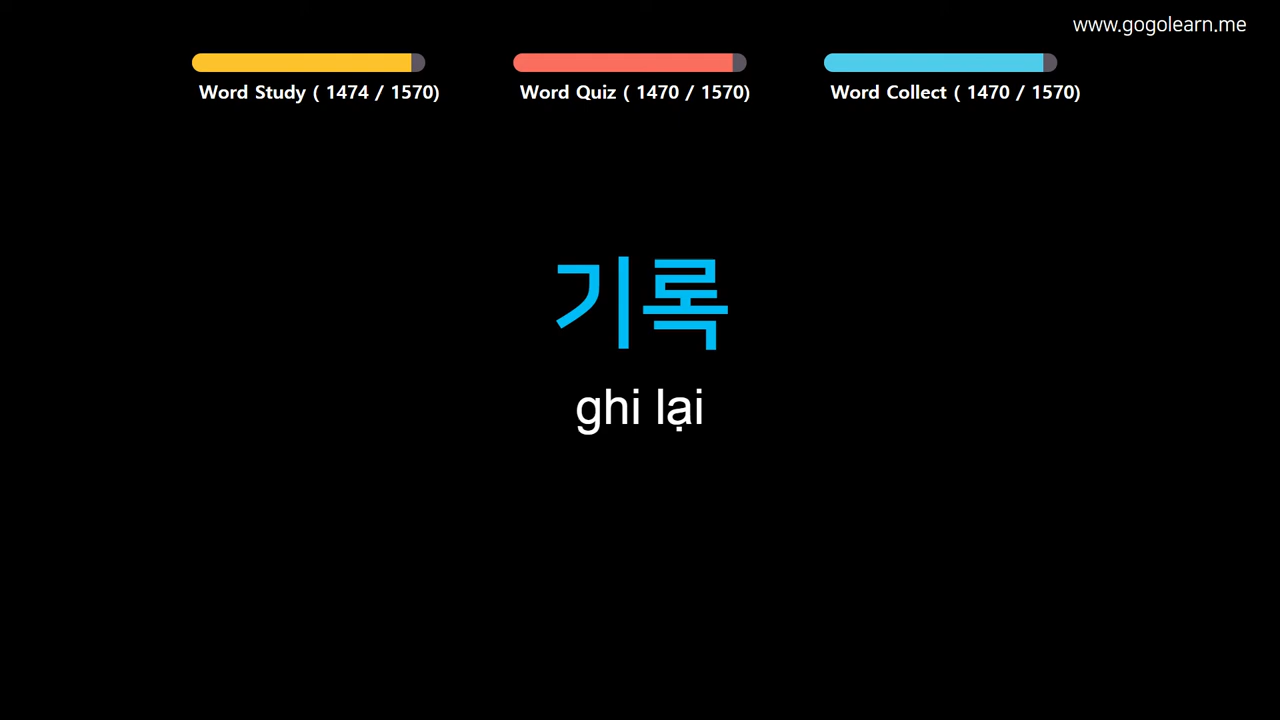 www.gogolearn.me
Word Study ( 1474 / 1570)
Word Quiz ( 1470 / 1570)
Word Collect ( 1470 / 1570)
기록
ghi lại